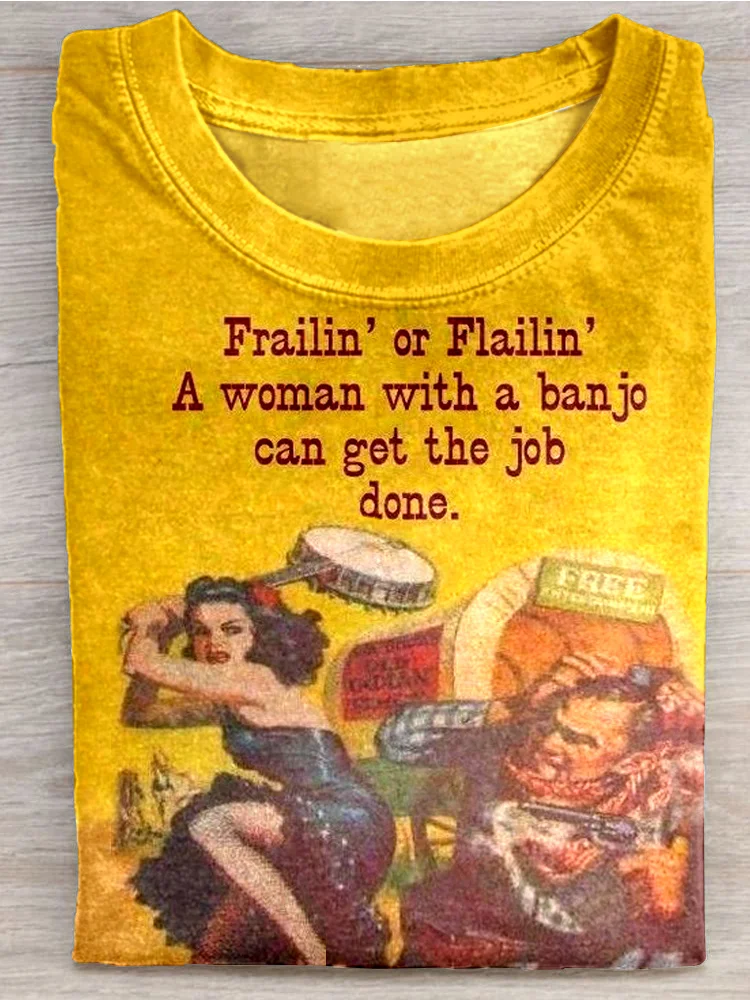 Frailin' or Flailin'
A woman with a banjo
can get the job
done.
FREE